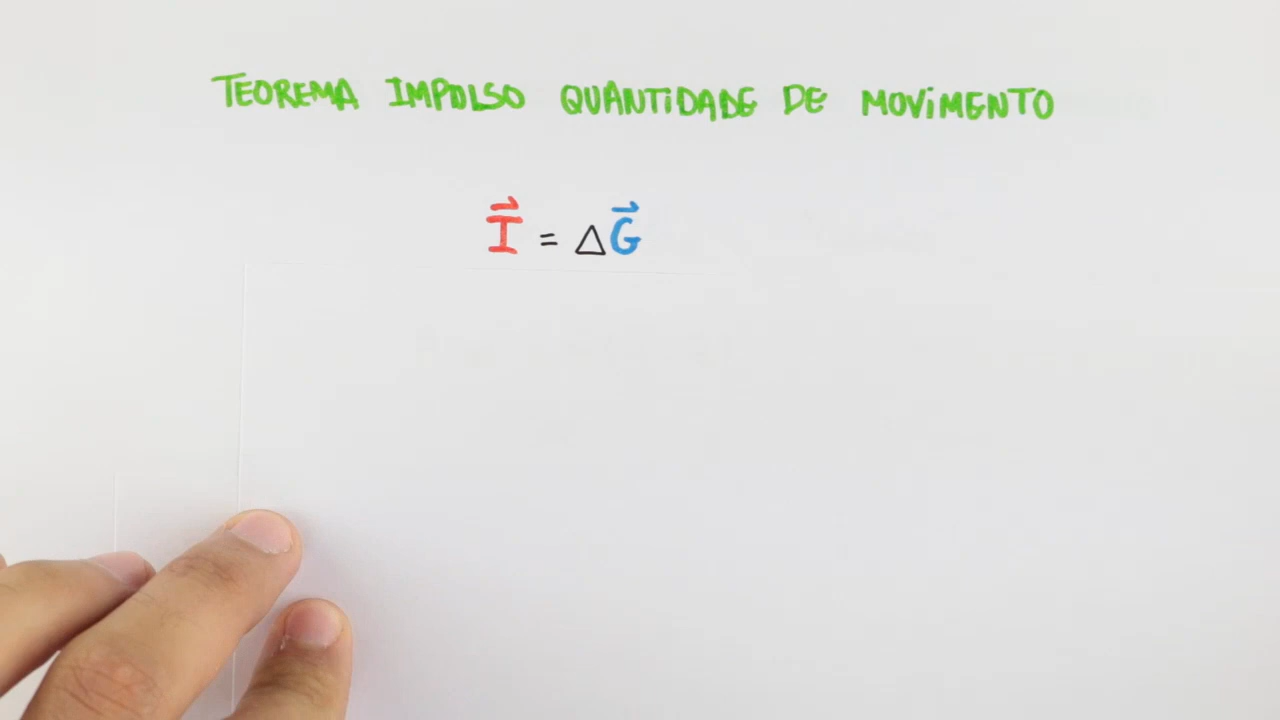 TEOREMA IMPULSO QUANTIDADE DE MOVIMENTO
I⃗ = ΔG⃗